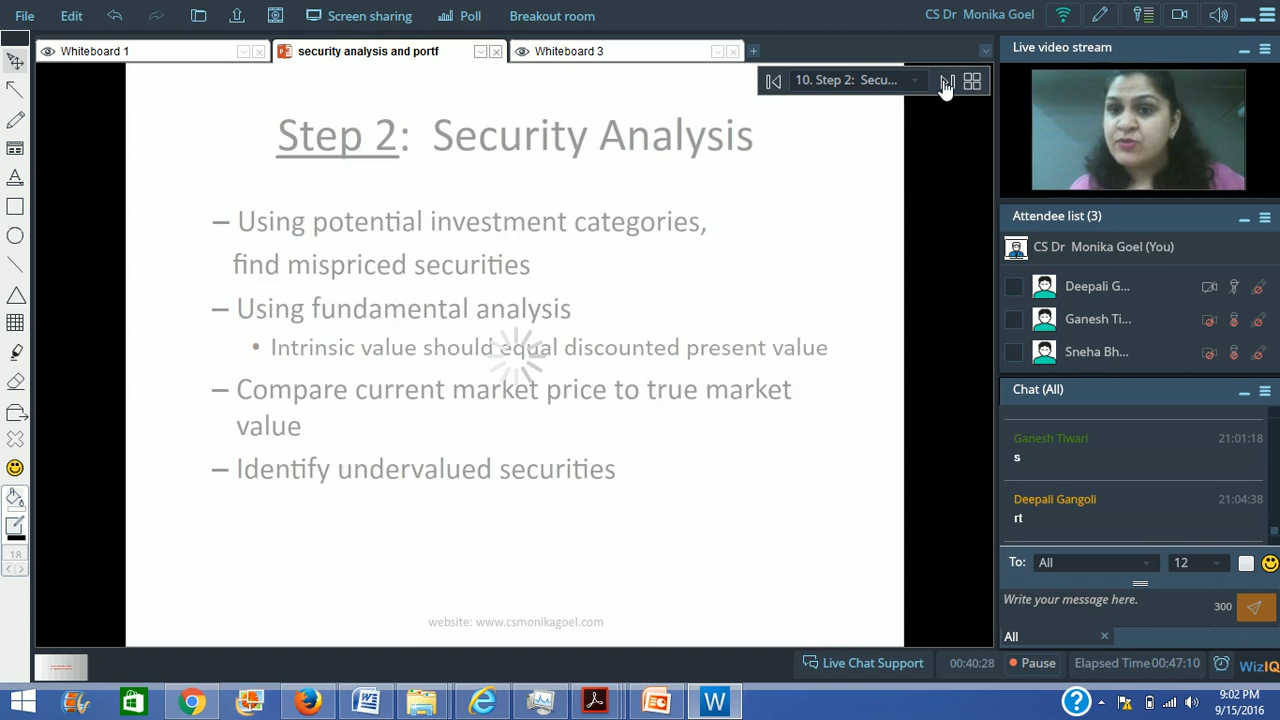 File
Edit
Screen sharing
Poll
Breakout room
CS Dr Monika Goel
Whiteboard 1
security analysis and portf
Whiteboard 3
Live video stream
10. Step 2: Secu...
Step 2: Security Analysis
– Using potential investment categories,
find mispriced securities
– Using fundamental analysis
• Intrinsic value should equal discounted present value
– Compare current market price to true market
value
– Identify undervalued securities
website: www.csmonikagoel.com
Attendee list (3)
CS Dr Monika Goel (You)
Deepali G...
Ganesh Ti...
Sneha Bh...
Chat (All)
Ganesh Tiwari 21:01:18
s
Deepali Gangoli 21:04:38
rt
To: All 12
Write your message here. 300
All
1R
Live Chat Support
00:40:28
Pause
Elapsed Time 00:47:10
WizIQ
9:02 PM
9/15/2016